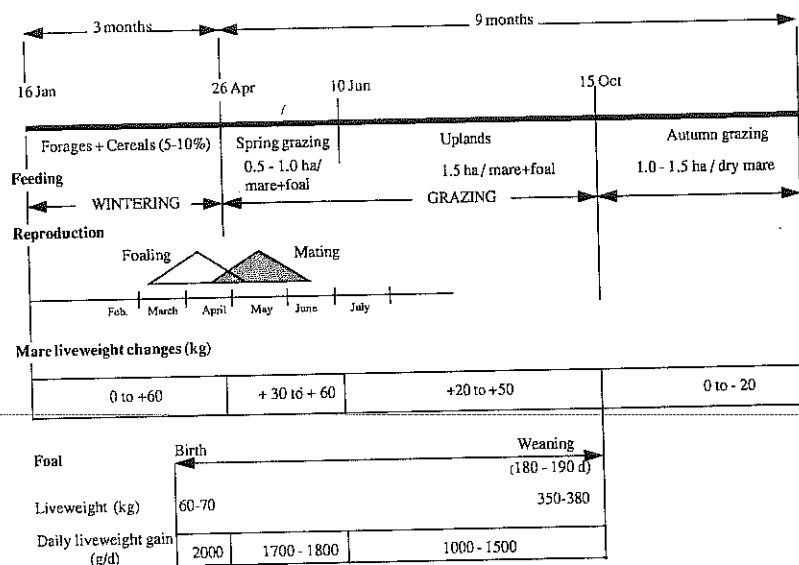 3 months 9 months
16 Jan 26 Apr 10 Jun 15 Oct
Forages + Cereals (5-10%) Spring grazing Uplands Autumn grazing
0.5 - 1.0 ha/ 1.5 ha / mare+foal 1.0 - 1.5 ha / dry mare
Feeding mare+foal
WINTERING GRAZING
Reproduction
Foaling Mating
Feb. March April May June July
Mare liveweight changes (kg)
0 to +60 + 30 to + 60 +20 to +50 0 to - 20
Birth Weaning
Foal (180 - 190 d)
Liveweight (kg) 60-70 350-380
Daily liveweight gain 2000 1700 - 1800 1000-1500
(g/d)